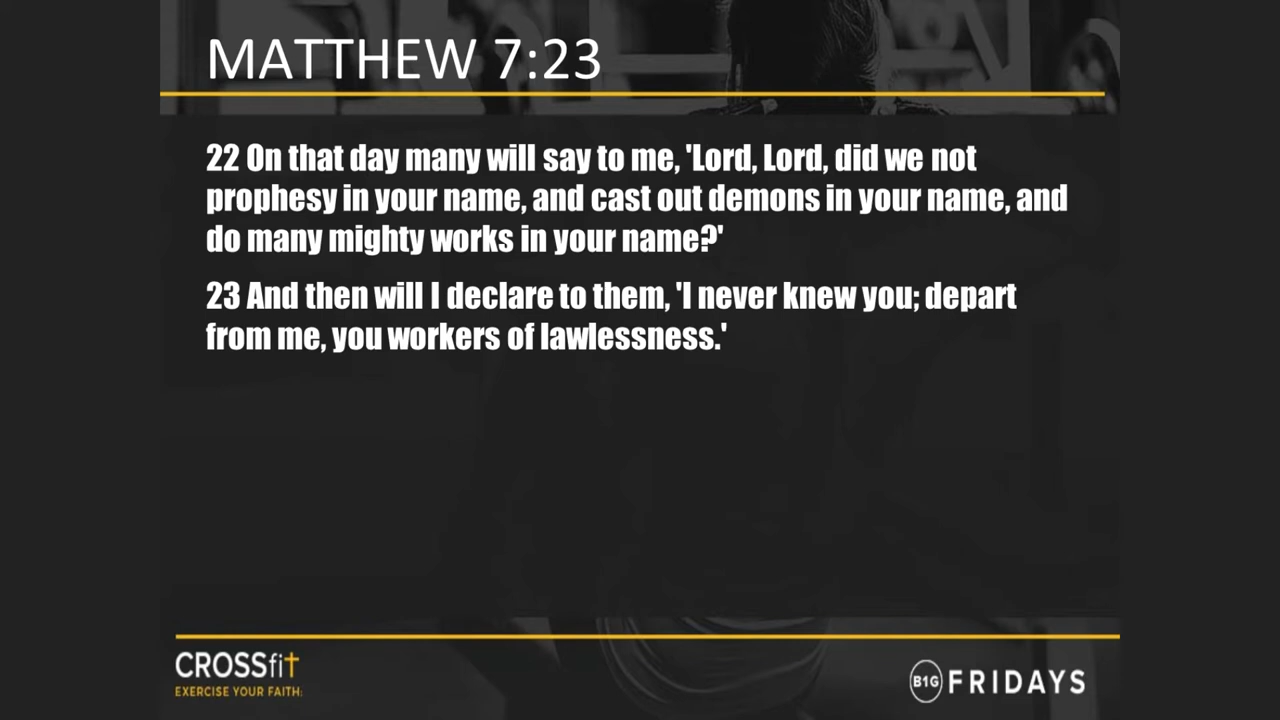 MATTHEW 7:23
22 On that day many will say to me, 'Lord, Lord, did we not
prophesy in your name, and cast out demons in your name, and
do many mighty works in your name?'
23 And then will I declare to them, 'I never knew you; depart
from me, you workers of lawlessness.'
CROSSfit
EXERCISE YOUR FAITH:
B1G FRIDAYS